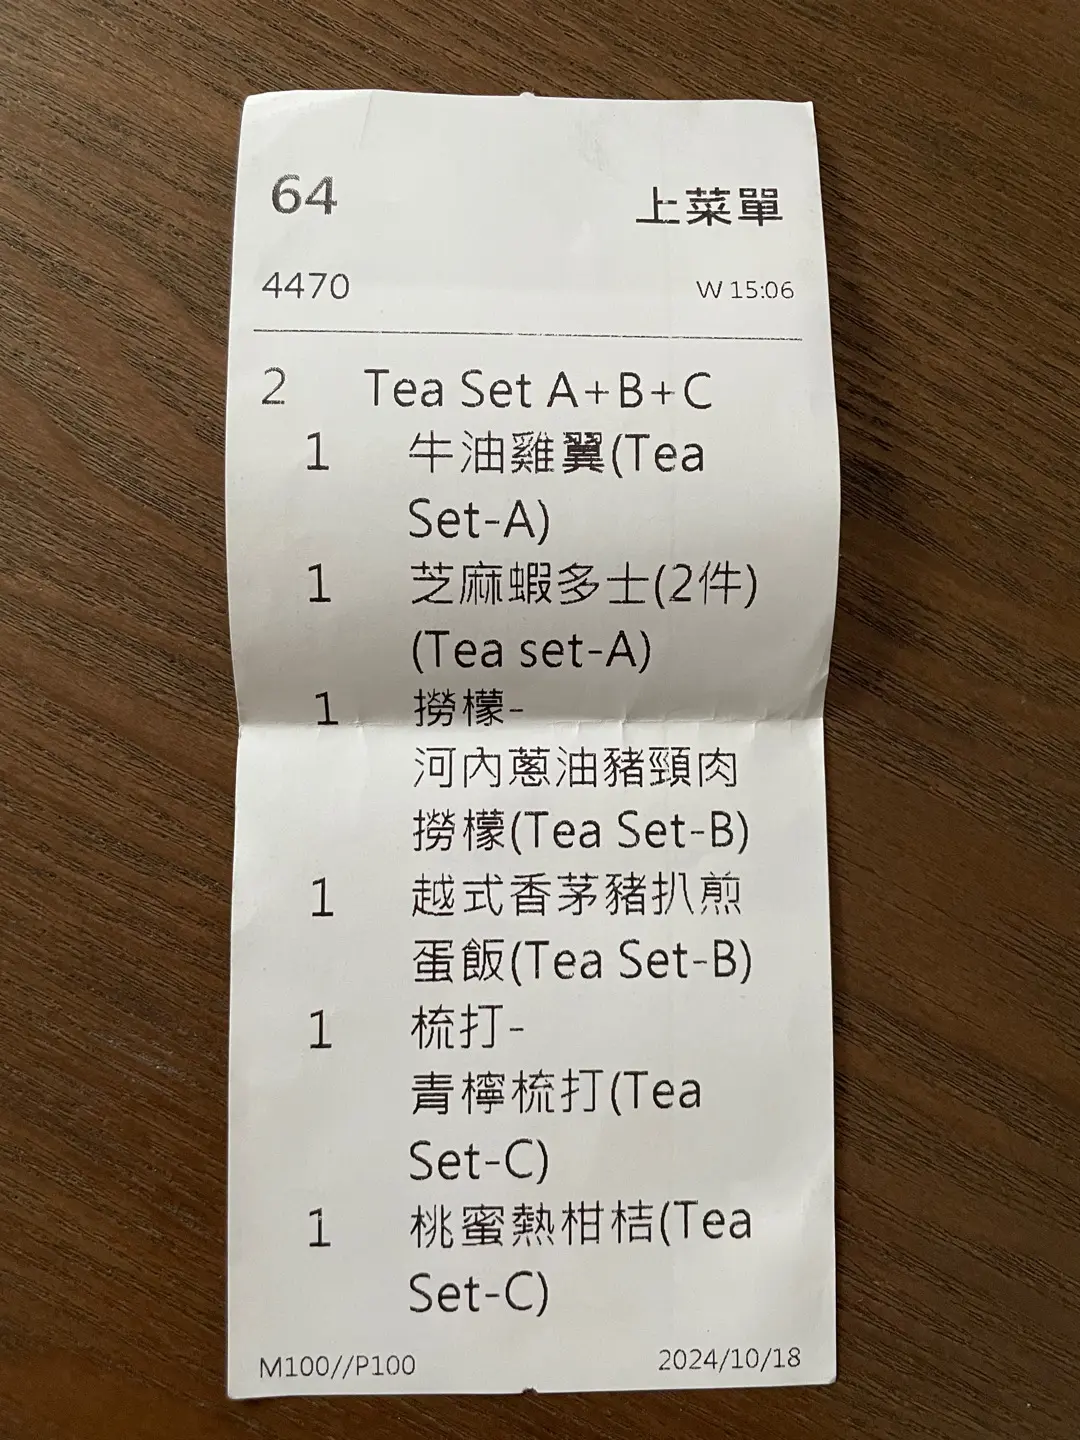 64 上菜單
4470 W 15:06
2 Tea Set A+B+C
1 牛油雞翼(Tea
Set-A)
1 芝麻蝦多士(2件)
(Tea set-A)
1 撈檬-
河內蔥油豬頸肉
撈檬(Tea Set-B)
1 越式香茅豬扒煎
蛋飯(Tea Set-B)
1 梳打-
青檸梳打(Tea
Set-C)
1 桃蜜熱柑桔(Tea
Set-C)
M100//P100 2024/10/18